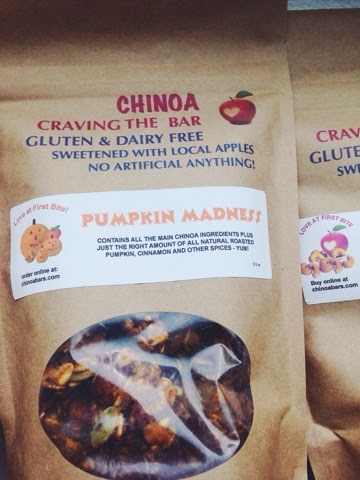 CHINOA
CRAVING THE BAR
GLUTEN & DAIRY FREE
SWEETENED WITH LOCAL APPLES
NO ARTIFICIAL ANYTHING!
Love at First Bite!
order online at:
chinoabars.com
PUMPKIN MADNESS
CONTAINS ALL THE MAIN CHINOA INGREDIENTS PLUS
JUST THE RIGHT AMOUNT OF ALL NATURAL ROASTED
PUMPKIN, CINNAMON AND OTHER SPICES - YUM!
CRAV
GLUTE
SWE
LOVE AT FIRST BITE
Buy online at
chinoabars.com